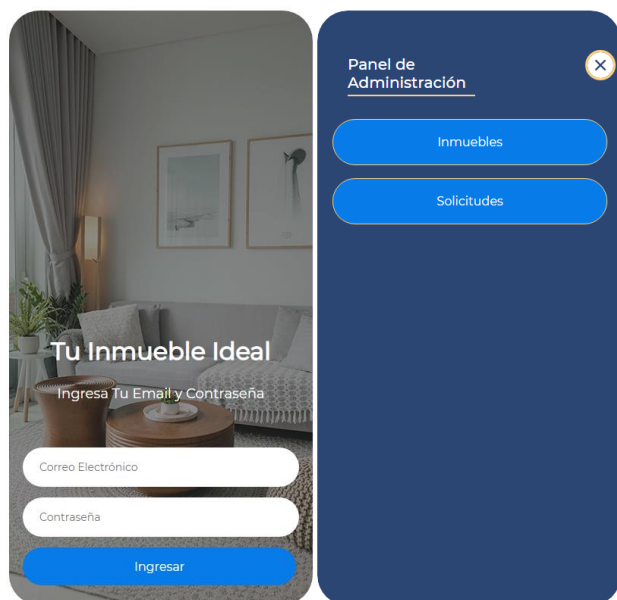 Tu Inmueble Ideal
Ingresa Tu Email y Contraseña
Correo Electrónico
Contraseña
Ingresar
Panel de
Administración
Inmuebles
Solicitudes